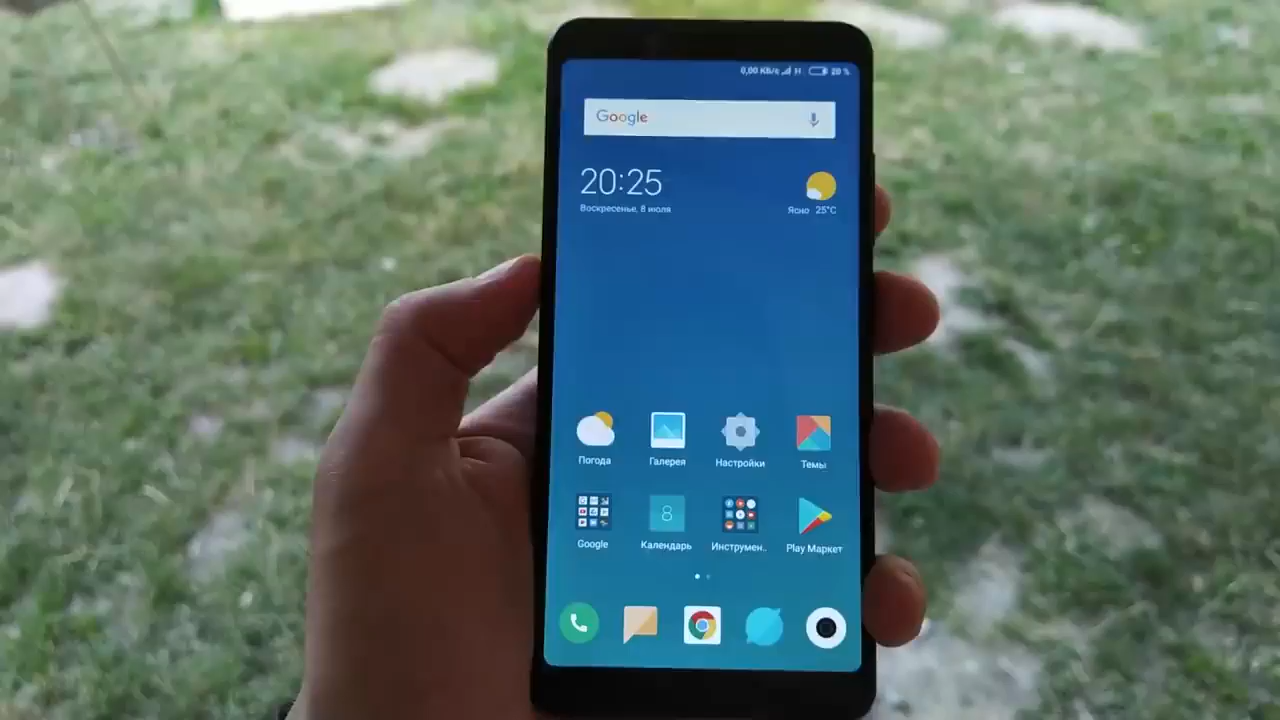 0,00 КБ/с H 20 %
Google
20:25
Воскресенье, 8 июля
Ясно 25°C
Погода Галерея Настройки Темы
8
Google Календарь Инструмен.. Play Маркет